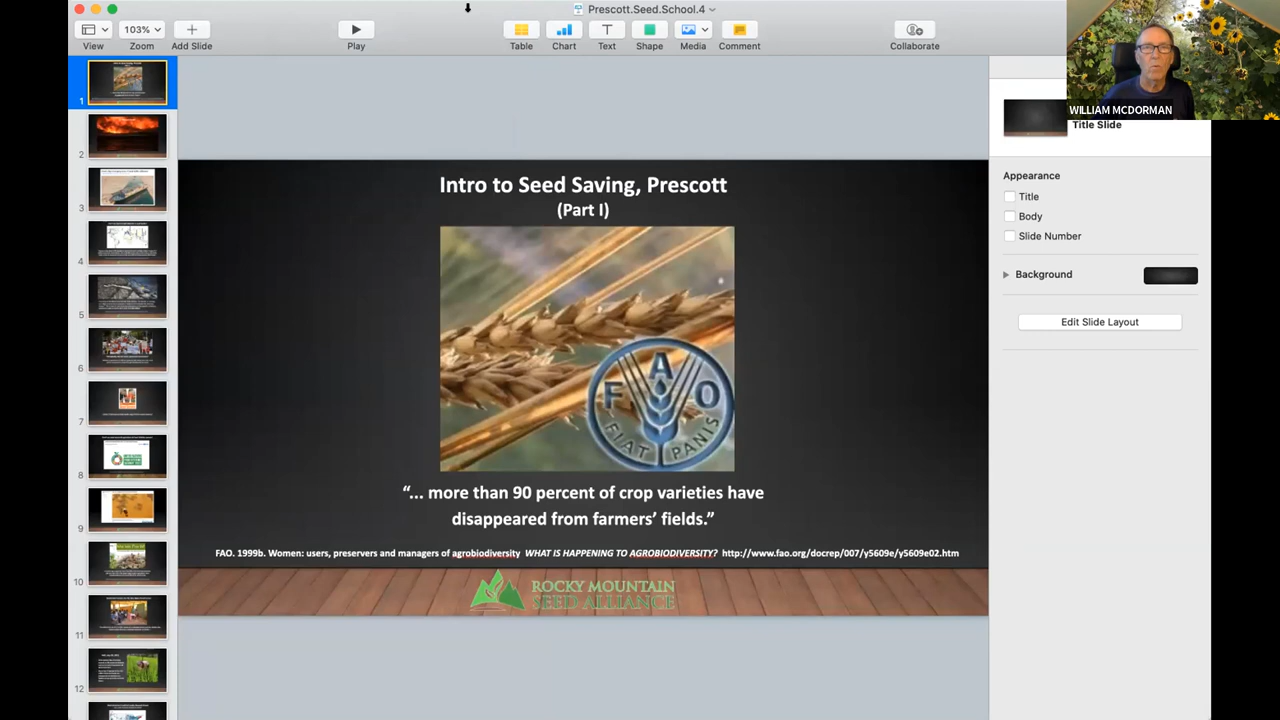 Prescott.Seed.School.4
103%
View
Zoom
Add Slide
Play
Table
Chart
Text
Shape
Media
Comment
Collaborate
WILLIAM MCDORMAN
Title Slide
Appearance
Title
Body
Slide Number
Background
Edit Slide Layout
1
2
3
4
5
6
7
8
9
10
11
12
Intro to Seed Saving, Prescott
(Part I)
F A O
FIAT PANIS
“... more than 90 percent of crop varieties have
disappeared from farmers’ fields.”
FAO. 1999b. Women: users, preservers and managers of agrobiodiversity WHAT IS HAPPENING TO AGROBIODIVERSITY? http://www.fao.org/docrep/007/y5609e/y5609e02.htm
ROCKY MOUNTAIN
SEED ALLIANCE